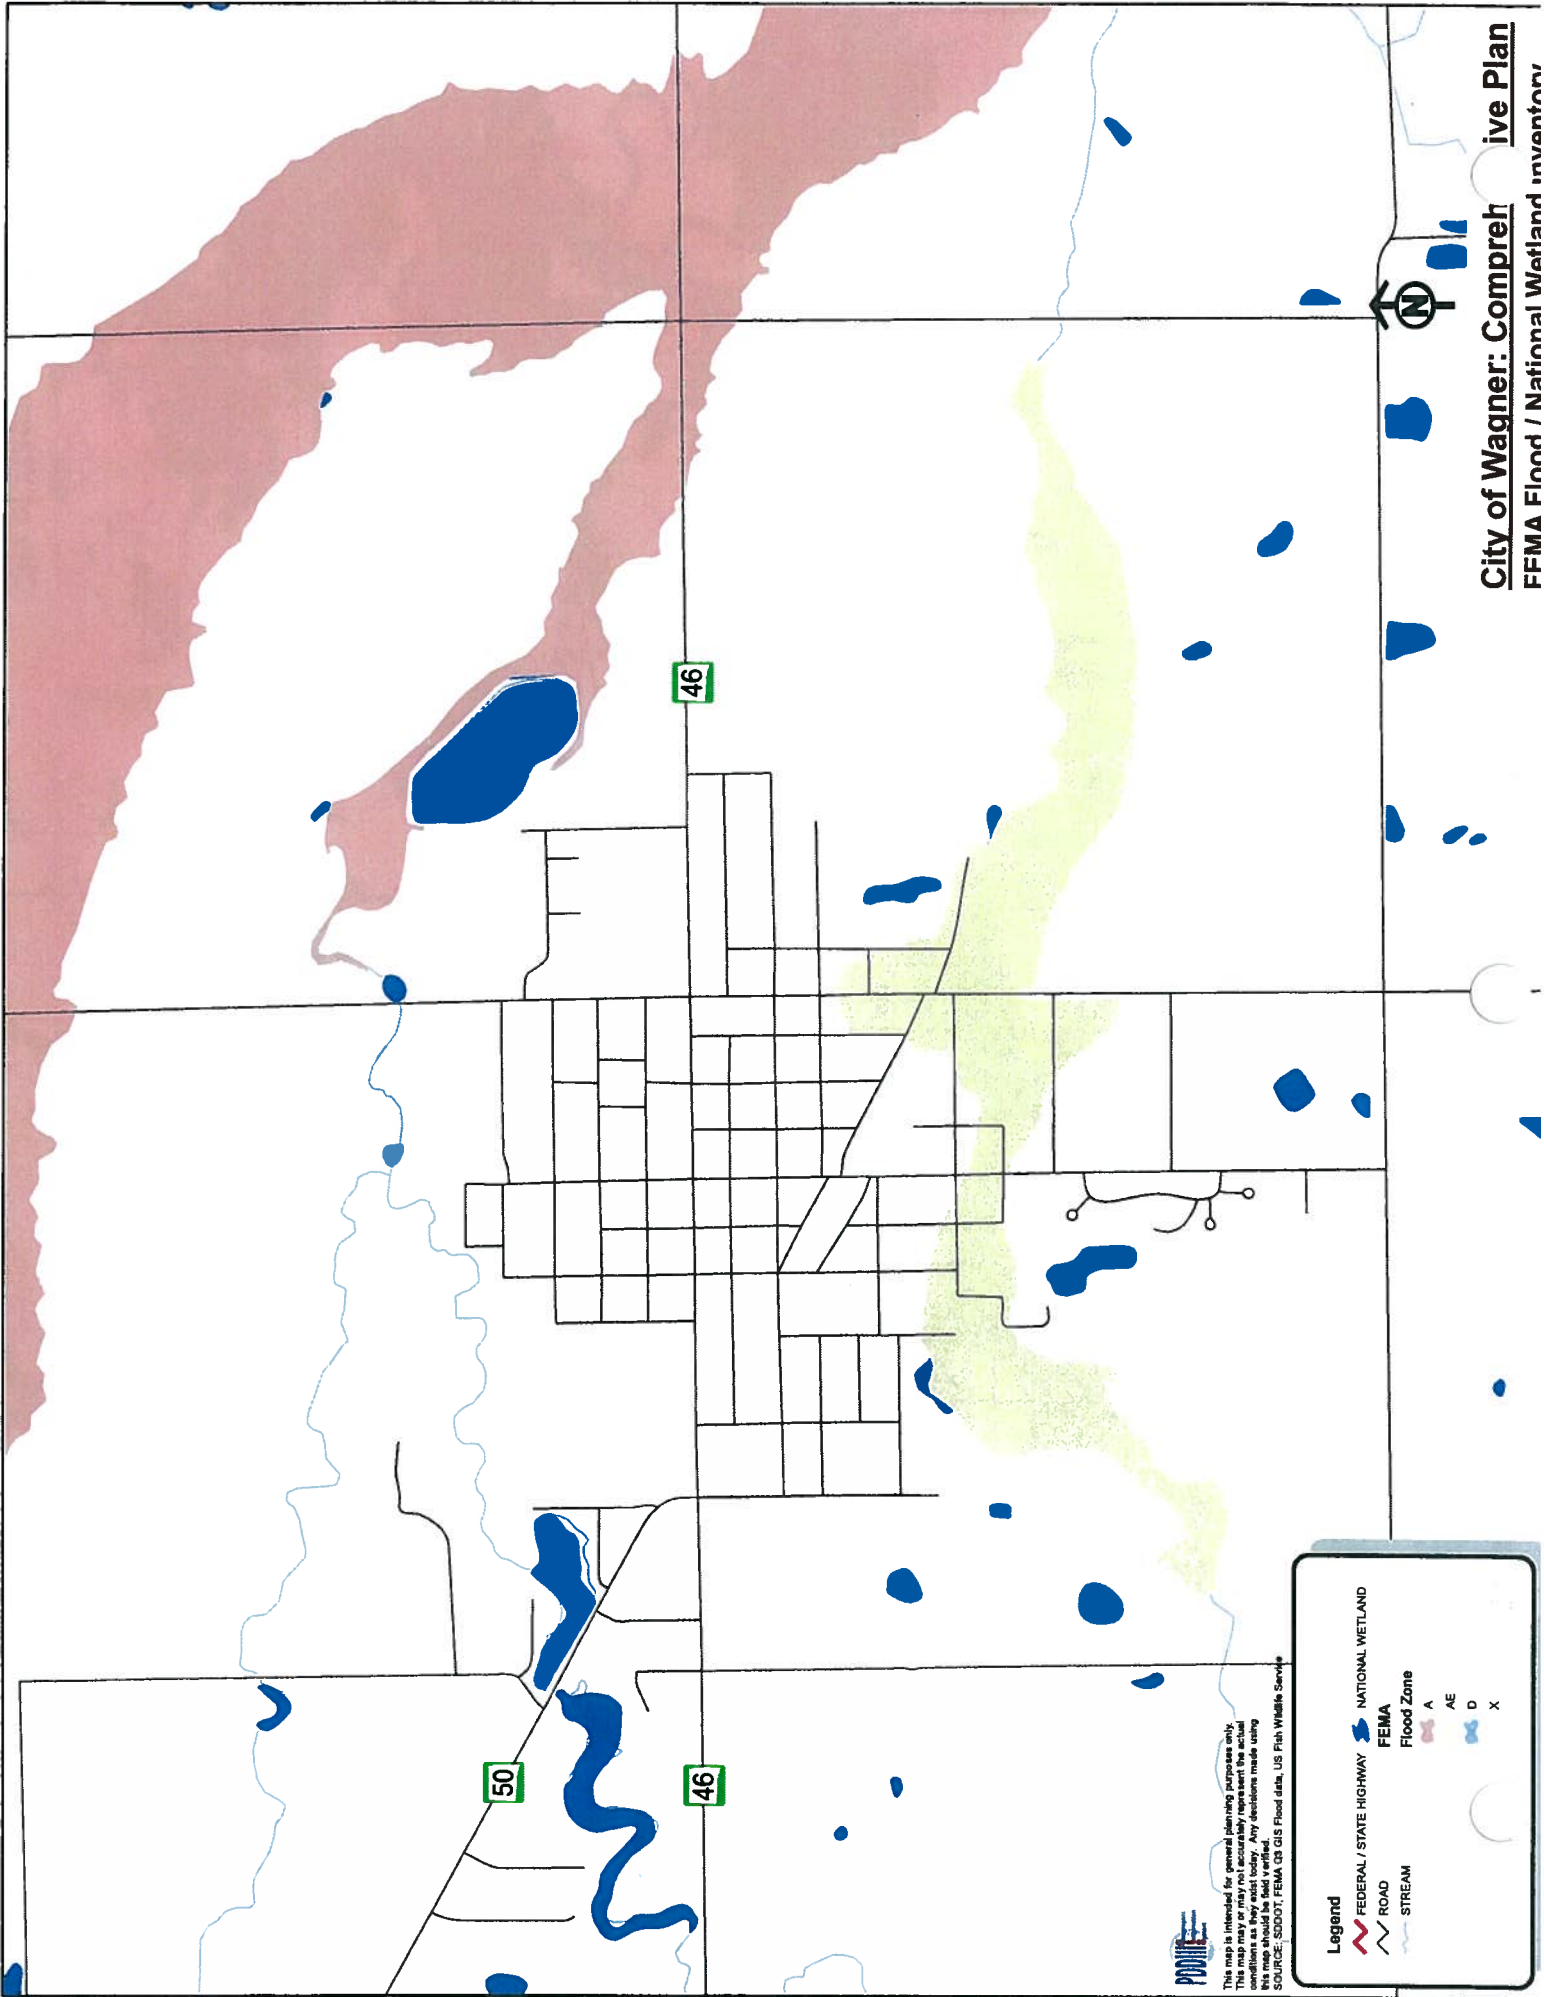 City of Wagner: Compreh ive Plan
FEMA Flood / National Wetland Inventory
46
50
46
N
PDDIII
This map is intended for general planning purposes only.
This map may or may not accurately represent the actual
conditions as they exist today. Any decisions made using
this map should be field verified.
SOURCE: SDDOT, FEMA Q3 GIS Flood data, US Fish Wildlife Service
Legend
FEDERAL / STATE HIGHWAY
ROAD
STREAM
NATIONAL WETLAND
FEMA
Flood Zone
A
AE
D
X